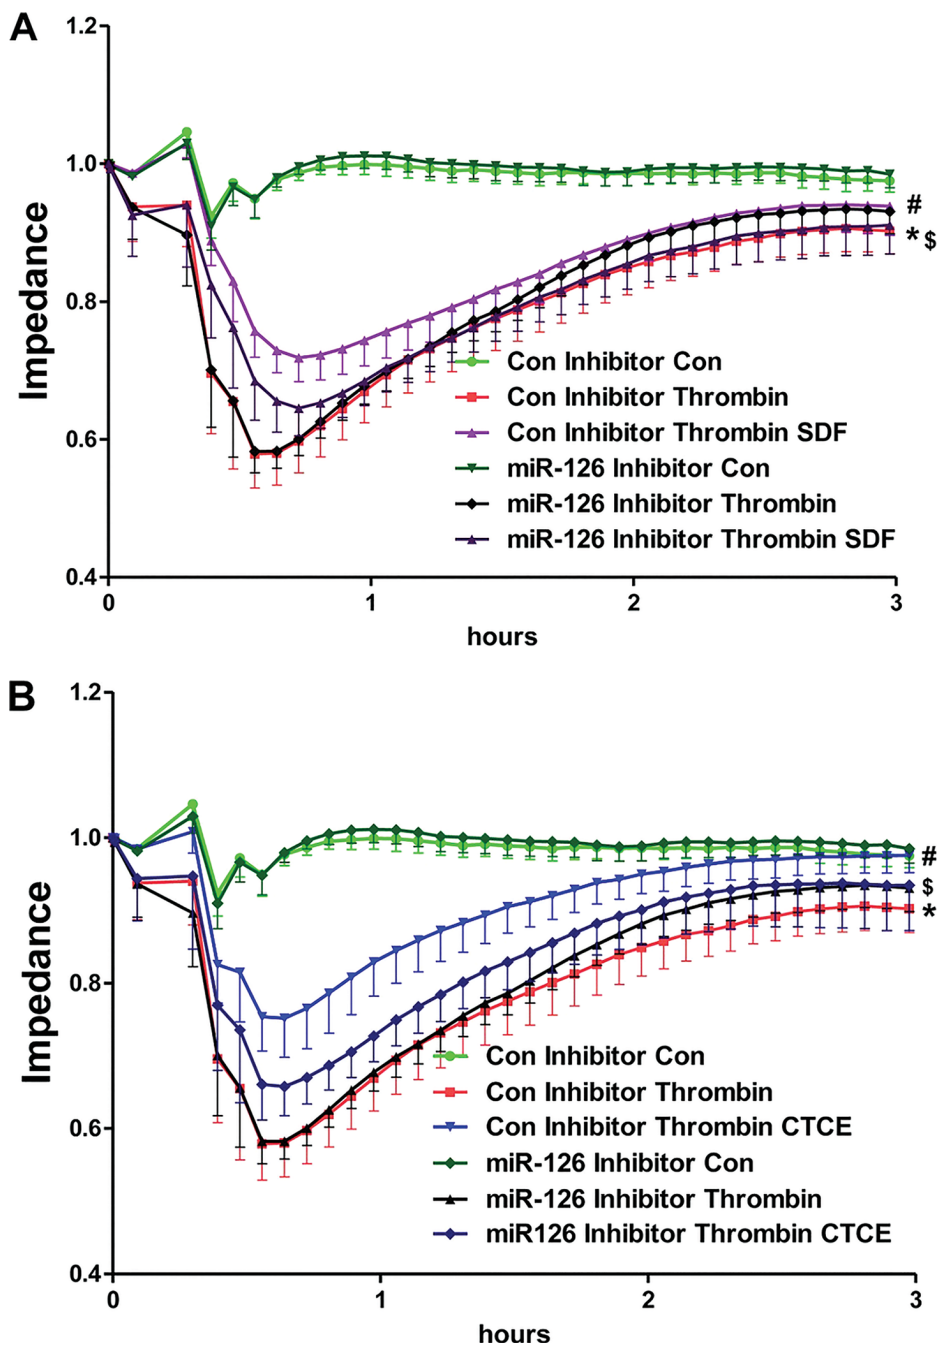 A
1.2
1.0
0.8
0.6
0.4
Impedance
#
* $
Con Inhibitor Con
Con Inhibitor Thrombin
Con Inhibitor Thrombin SDF
miR-126 Inhibitor Con
miR-126 Inhibitor Thrombin
miR-126 Inhibitor Thrombin SDF
0 1 2 3
hours
B
1.2
1.0
0.8
0.6
0.4
Impedance
#
$
*
Con Inhibitor Con
Con Inhibitor Thrombin
Con Inhibitor Thrombin CTCE
miR-126 Inhibitor Con
miR-126 Inhibitor Thrombin
miR126 Inhibitor Thrombin CTCE
0 1 2 3
hours